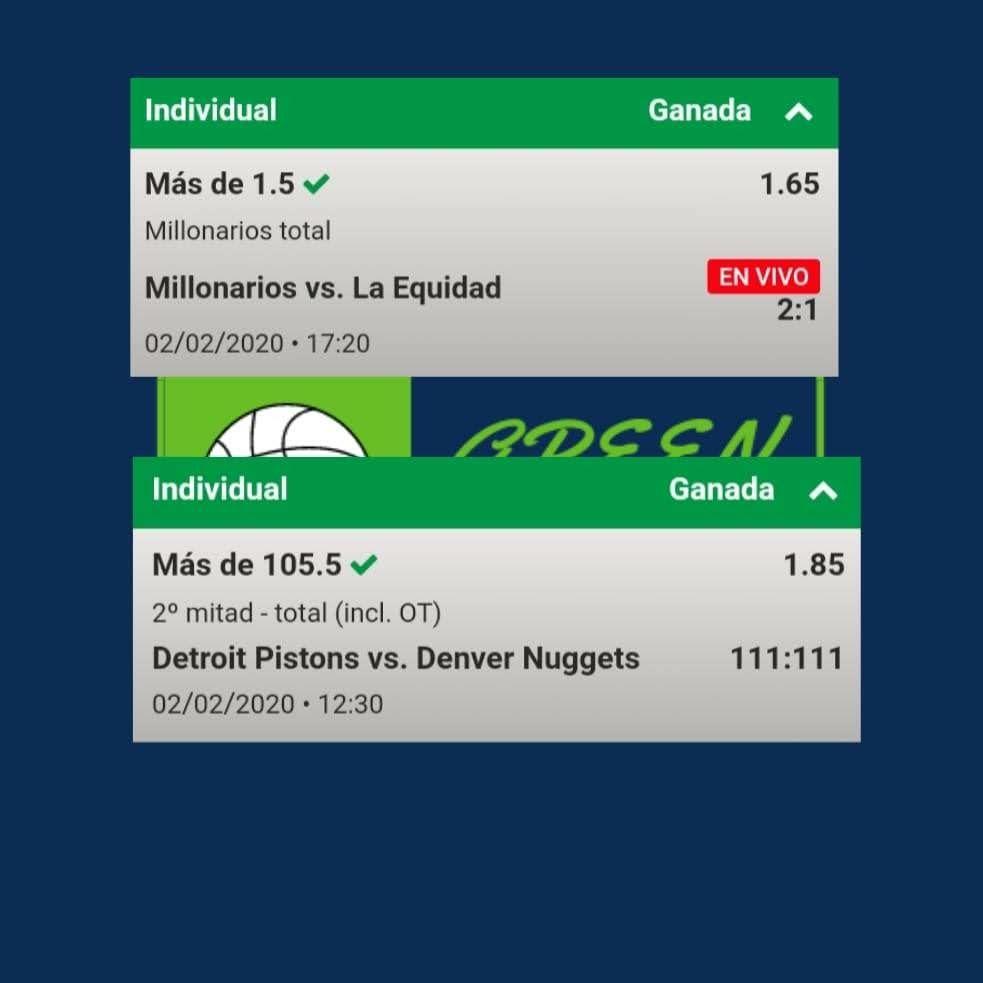 Individual Ganada
Más de 1.5 1.65
Millonarios total
EN VIVO
Millonarios vs. La Equidad 2:1
02/02/2020 • 17:20
GREEN
Individual Ganada
Más de 105.5 1.85
2º mitad - total (incl. OT)
Detroit Pistons vs. Denver Nuggets 111:111
02/02/2020 • 12:30